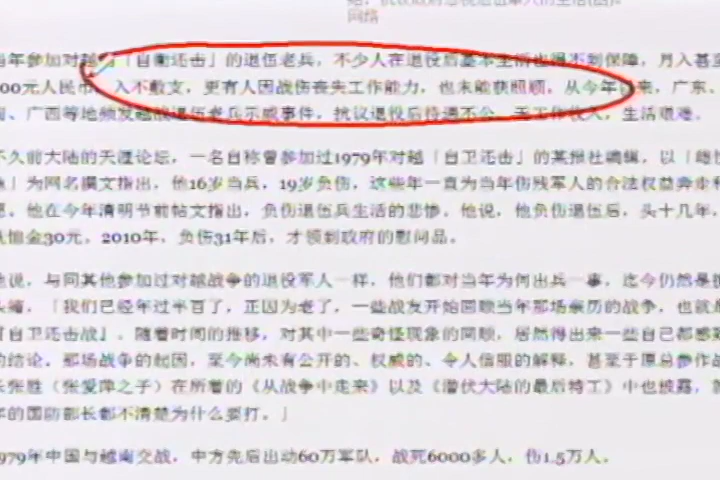 网络
当年参加对越「自衛还击」的退伍老兵，不少人在退役后基本生活也得不到保障，月入甚至
00元人民币，入不敷支，更有人因战伤丧失工作能力，也未能获照顾。从今年 来，广东、
、广西等地频发越战退伍老兵示威事件，抗议退役后待遇不公、无工作收入，生活艰难。
不久前大陆的天涯论坛，一名自称曾参加过1979年对越「自卫还击」的某报社编辑，以「
」为网名撰文指出，他16岁当兵，19岁负伤，这些年一直为当年伤残军人的合法权益奔走
，他在今年清明节前帖文指出，负伤退伍兵生活的悲惨。他说，他负伤退伍后，头十几年，
恤金30元，2010年，负伤31年后，才领到政府的慰问品。
他说，与同其他参加过对越战争的退役军人一样，他们都对当年为何出兵一事，迄今仍然是
头绪，「我们已经年过半百了，正因为老了，一些战友开始回顾当年那场亲历的战争，也就
自卫还击战』。随着时间的推移，对其中一些奇怪现象的回顾，居然得出来一些自己都感
的结论。那场战争的起因，至今尚未有公开的、权威的、令人信服的解释，甚至于原总参作
长张胜（张爱萍之子）在所着的《从战争中走来》以及《潜伏大陆的最后特工》中也披露，
年的国防部长都不清楚为什么要打。」
1979年中国与越南交战，中方先后出动60万军队，战死6000多人，伤1.5万人。